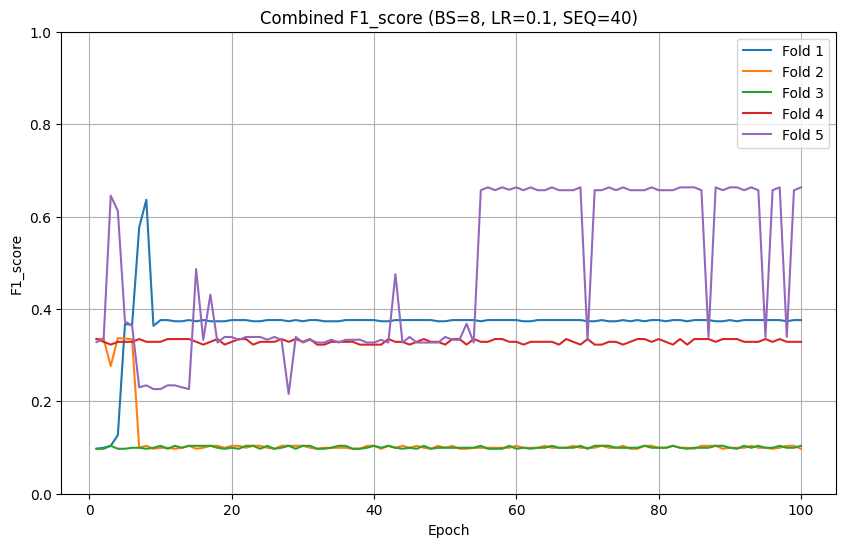 Combined F1_score (BS=8, LR=0.1, SEQ=40)
1.0
0.8
0.6
0.4
0.2
0.0
F1_score
0 20 40 60 80 100
Epoch
Fold 1
Fold 2
Fold 3
Fold 4
Fold 5